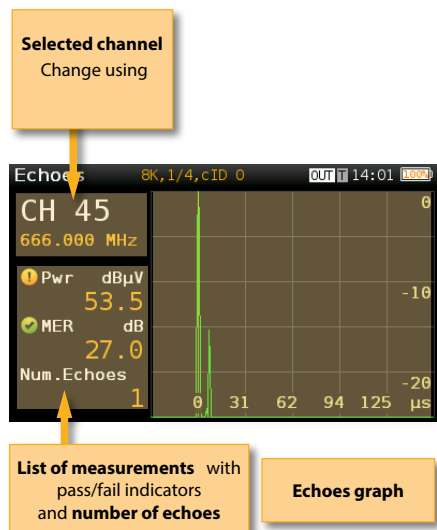 Selected channel
Change using
Echoes 8K,1/4,cID 0 OUT T 14:01 100%
CH 45
666.000 MHz
Pwr dBµV
53.5
MER dB
27.0
Num.Echoes
1
0
-10
-20
0 31 62 94 125 µs
List of measurements with
pass/fail indicators
and number of echoes
Echoes graph